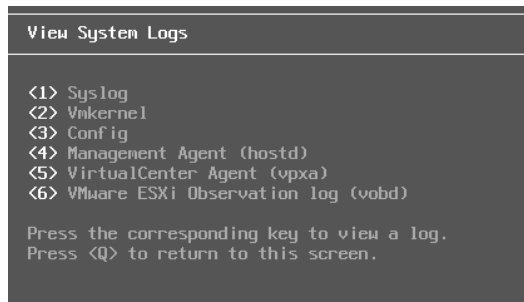 View System Logs
<1> Syslog
<2> Vmkernel
<3> Config
<4> Management Agent (hostd)
<5> VirtualCenter Agent (vpxa)
<6> VMware ESXi Observation log (vobd)
Press the corresponding key to view a log.
Press <Q> to return to this screen.